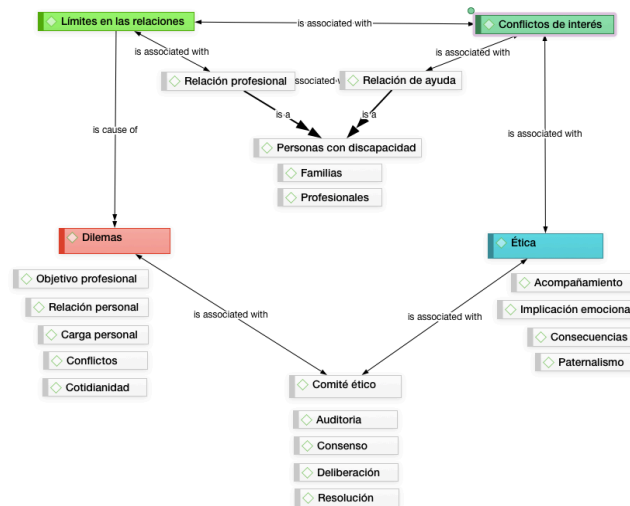 Límites en las relaciones
is associated with
Conflictos de interés
is associated with
is associated with
Relación profesional
Relación de ayuda
is a
is a
is cause of
is associated with
Personas con discapacidad
Familias
Profesionales
Dilemas
Ética
Objetivo profesional
Acompañamiento
Relación personal
Implicación emociona
is associated with
is associated with
Carga personal
Consecuencias
Conflictos
Paternalismo
Cotidianidad
Comité ético
Auditoria
Consenso
Deliberación
Resolución